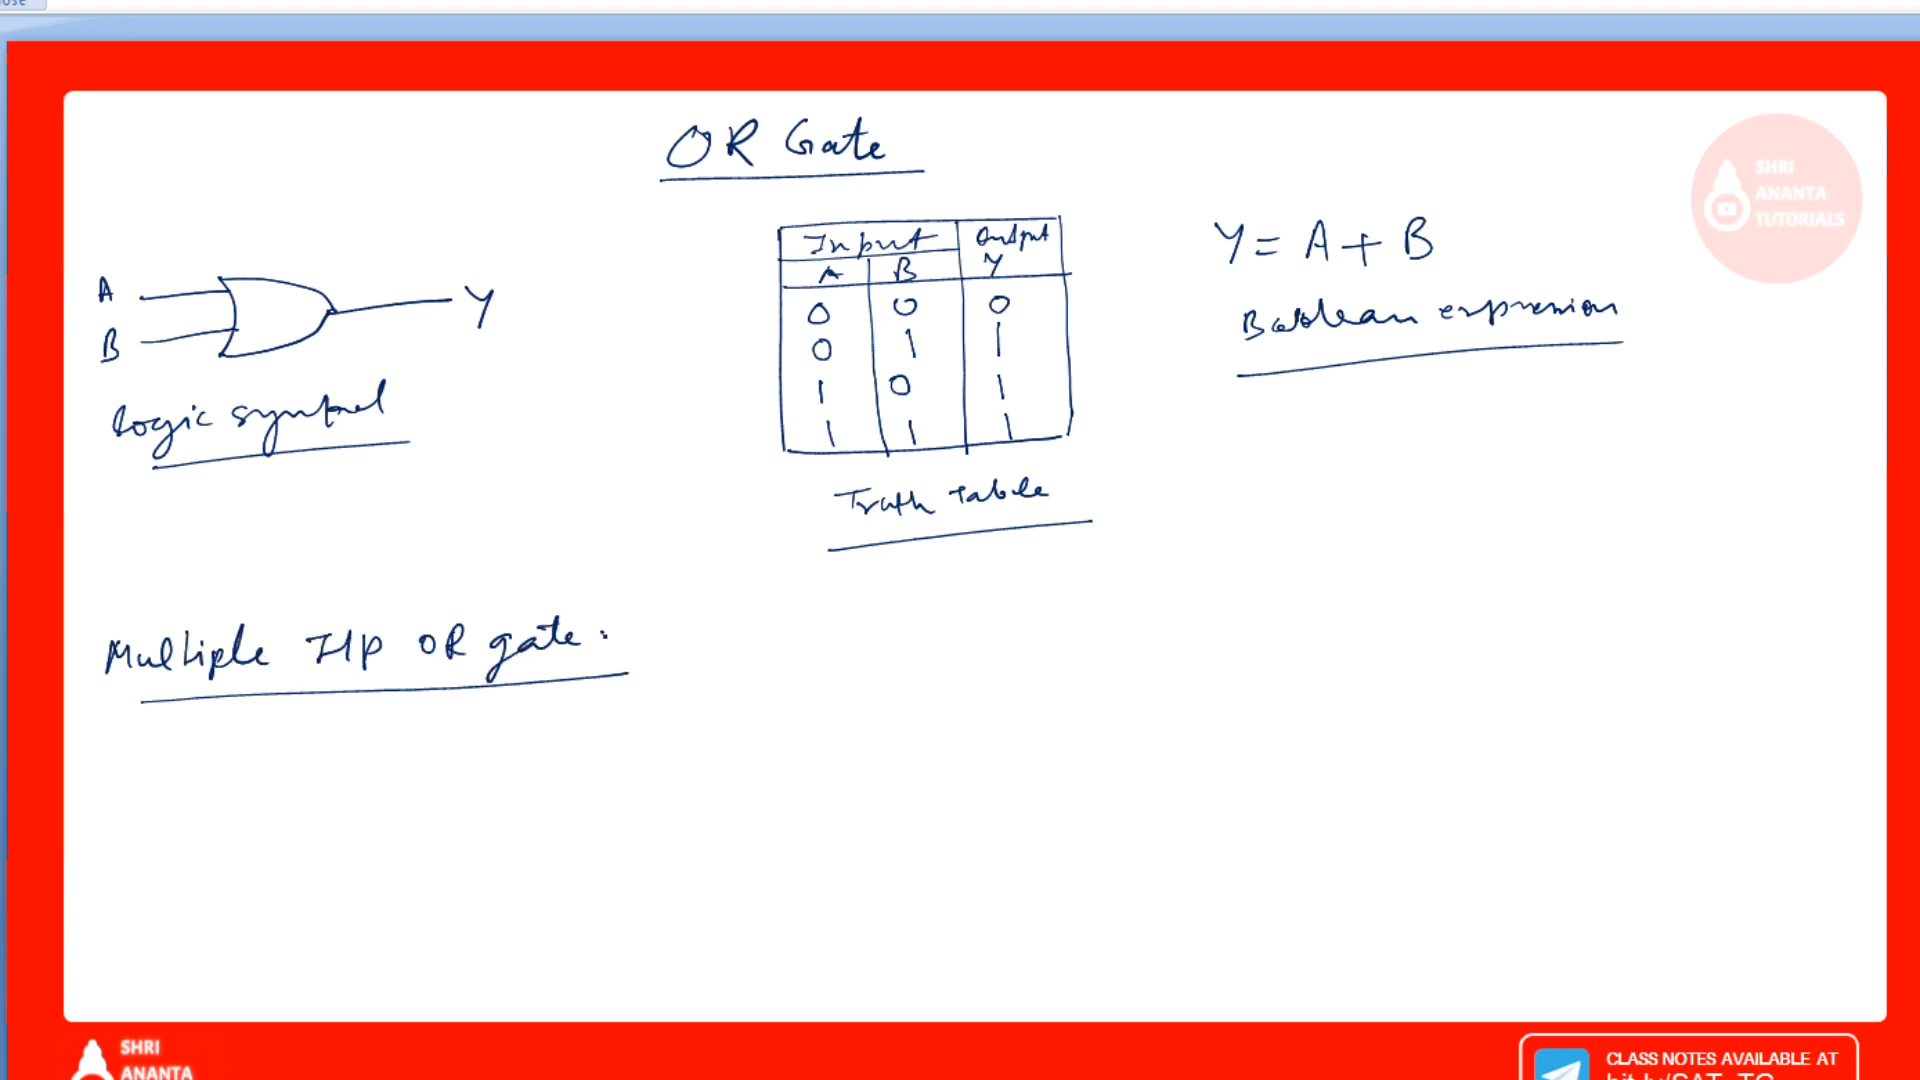 ose
OR Gate
SHRI
ANANTA
TUTORIALS
A
B
Y
Logic symbol
Input Output
A B Y
0 0 0
0 1 1
1 0 1
1 1 1
Truth table
Y = A + B
Boolean expression
Multiple I/p OR gate :
SHRI
ANANTA
CLASS NOTES AVAILABLE AT